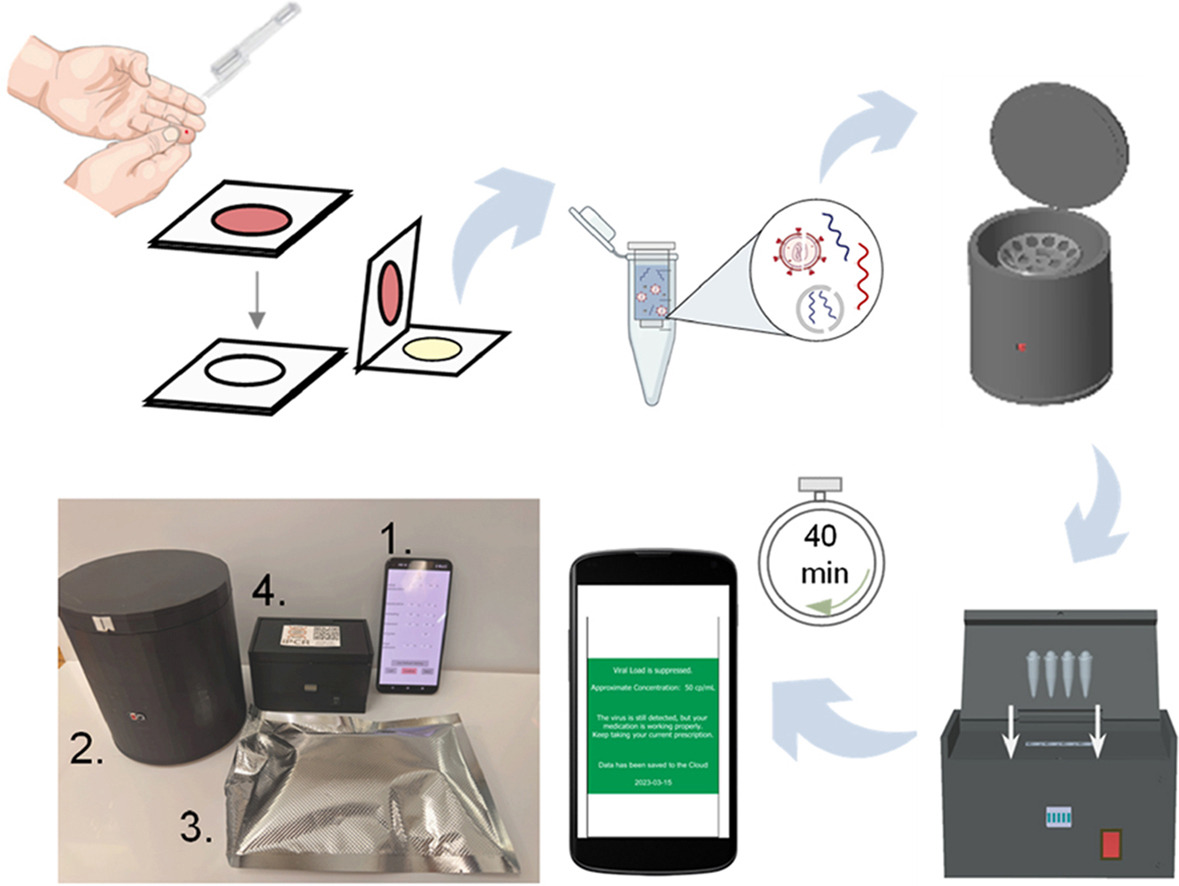 40
min
1.
4.
PCR
2.
3.
Viral Load is suppressed.
Approximate Concentration: 50 cp/mL
The virus is still detected, but your
medication is working properly.
Keep taking your current prescription.
Data has been saved to the Cloud
2023-03-15